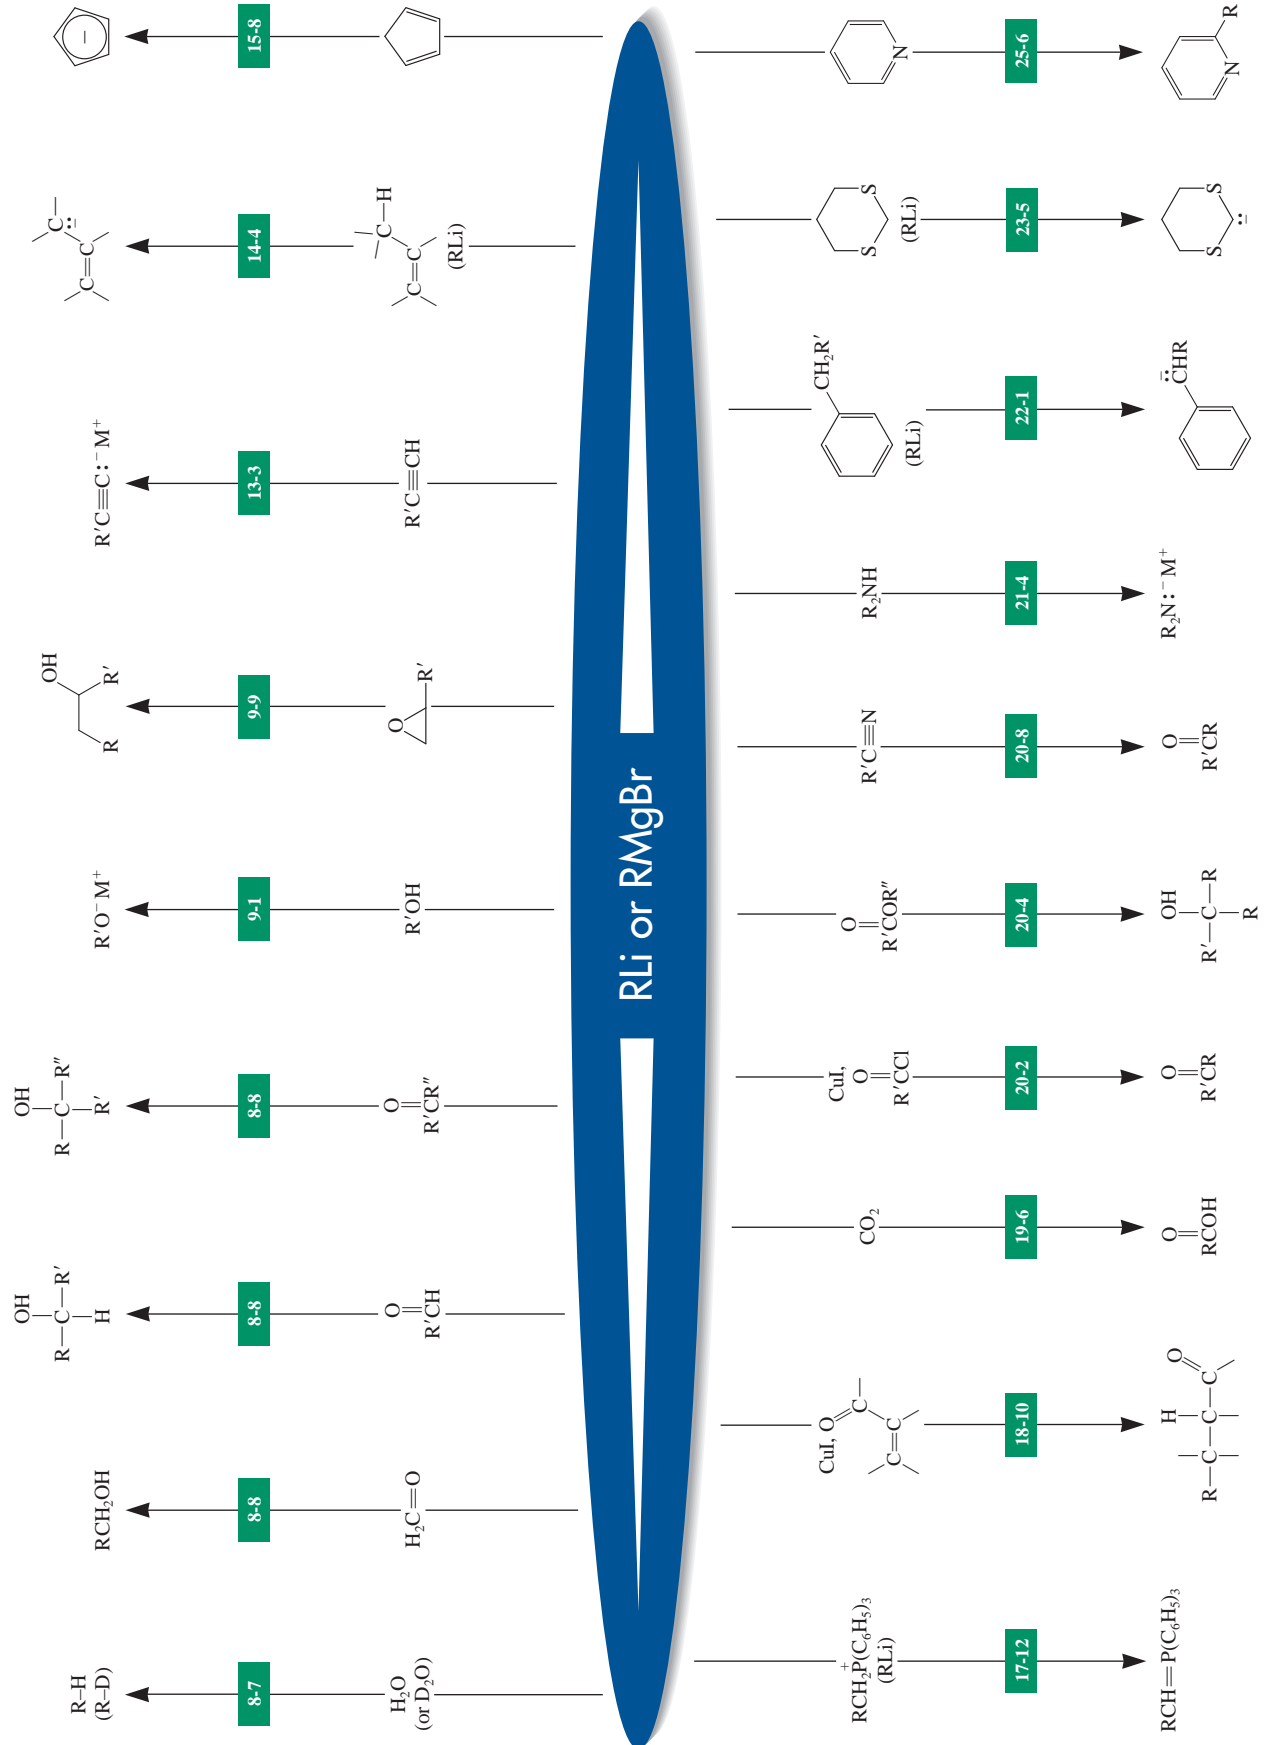 R–H
(R–D)
8-7
H₂O
(or D₂O)
RCH₂OH
8-8
H₂C=O
OH
R—C—R′
H
8-8
O
R′CH
OH
R—C—R″
R′
8-8
O
R′CR″
R′O⁻ M⁺
9-1
R′OH
OH
R R′
9-9
O
R′
R′C≡C:⁻ M⁺
13-3
R′C≡CH
C=C C:⁻
14-4
C=C C—H
(RLi)
−
15-8
RLi or RMgBr
RCH₂P⁺(C₆H₅)₃
(RLi)
17-12
RCH=P(C₆H₅)₃
CuI, O
C=C C
18-10
H O
R—C—C—C
CO₂
19-6
O
RCOH
CuI,
O
R′CCl
20-2
O
R′CR
O
R′COR″
20-4
OH
R′—C—R
R
R′C≡N
20-8
O
R′CR
R₂NH
21-4
R₂N:⁻ M⁺
CH₂R′
(RLi)
22-1
:⁻
CHR
S S
(RLi)
23-5
S S
:⁻
N
25-6
N R